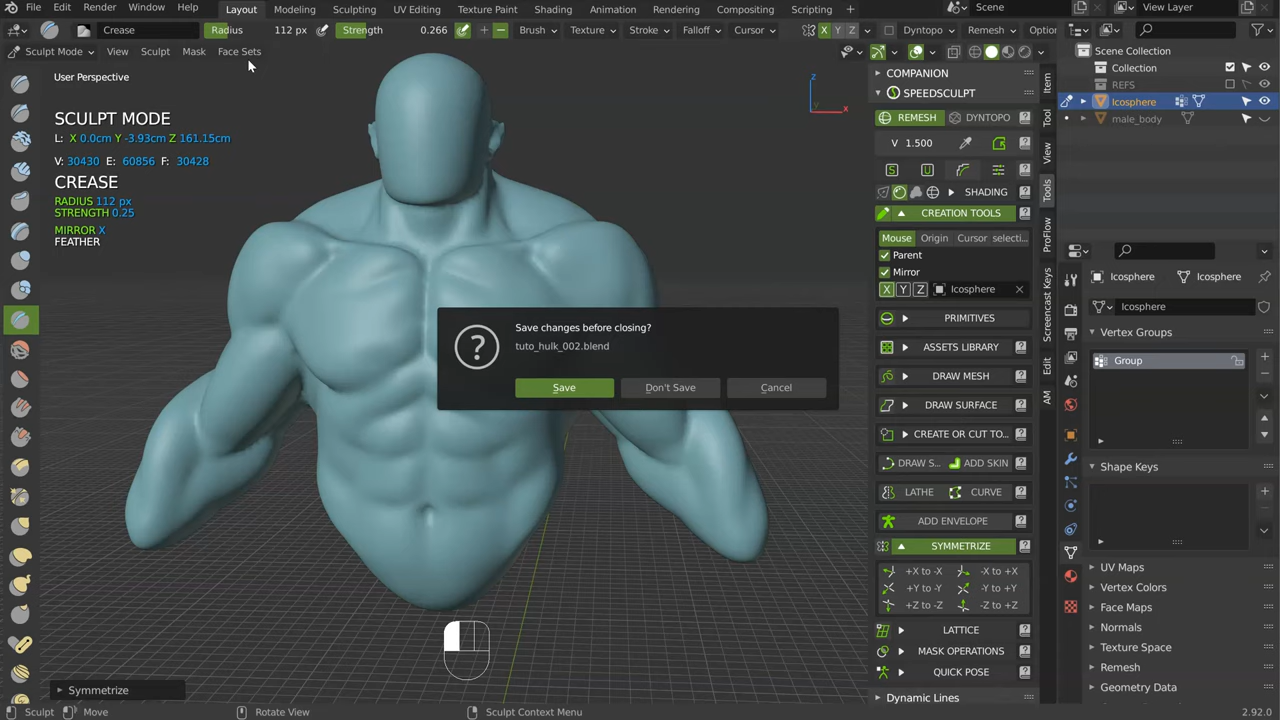 File Edit Render Window Help Layout Modeling Sculpting UV Editing Texture Paint Shading Animation Rendering Compositing Scripting Scene View Layer
Crease Radius 112 px Strength 0.266 Brush Texture Stroke Falloff Cursor X Y Z Dyntopo Remesh Optior
Sculpt Mode View Sculpt Mask Face Sets
User Perspective
SCULPT MODE
L: X 0.0cm Y -3.93cm Z 161.15cm
V: 30430 E: 60856 F: 30428
CREASE
RADIUS 112 px
STRENGTH 0.25
MIRROR X
FEATHER
z
y
x
Save changes before closing?
tuto_hulk_002.blend
Save Don't Save Cancel
Symmetrize
COMPANION
SPEEDSCULPT
REMESH DYNTOPO
V 1.500
S U
SHADING
CREATION TOOLS
Mouse Origin Cursor selecti...
Parent
Mirror
X Y Z Icosphere
PRIMITIVES
ASSETS LIBRARY
DRAW MESH
DRAW SURFACE
CREATE OR CUT TO...
DRAW S... ADD SKIN
LATHE CURVE
ADD ENVELOPE
SYMMETRIZE
+X to -X -X to +X
+Y to -Y -Y to +Y
+Z to -Z -Z to +Z
LATTICE
MASK OPERATIONS
QUICK POSE
Dynamic Lines
Item
Tool
View
Tools
ProFlow
Screencast Keys
Edit
AM
Scene Collection
Collection
REFS
Icosphere
male_body
Icosphere Icosphere
Icosphere
Vertex Groups
Group
Shape Keys
UV Maps
Vertex Colors
Face Maps
Normals
Texture Space
Remesh
Geometry Data
Sculpt Move Rotate View Sculpt Context Menu 2.92.0